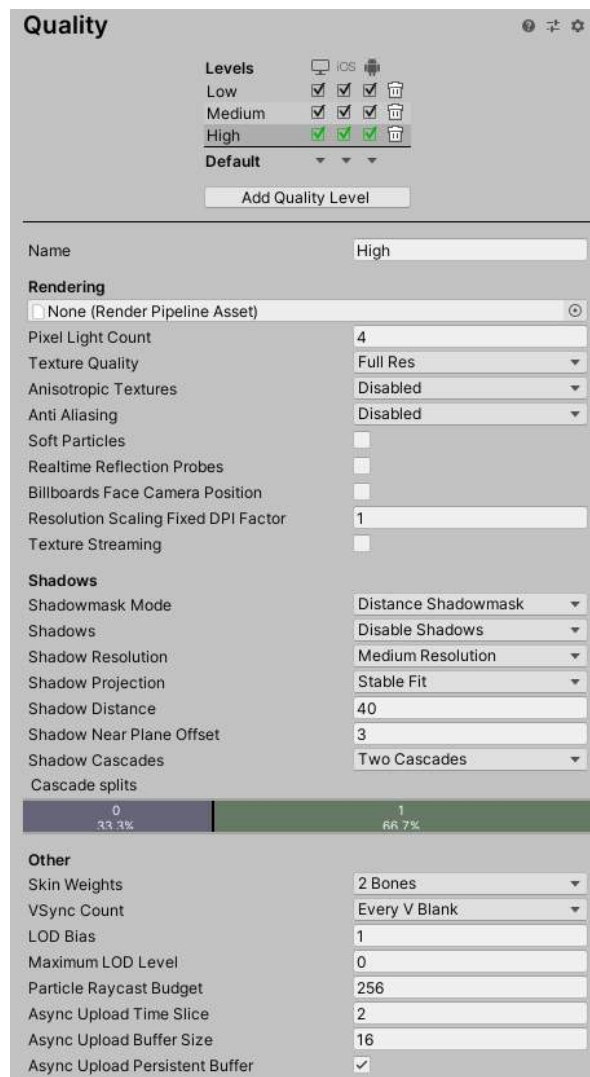 Quality
Levels iOS
Low
Medium
High
Default
Add Quality Level
Name High
Rendering
None (Render Pipeline Asset)
Pixel Light Count 4
Texture Quality Full Res
Anisotropic Textures Disabled
Anti Aliasing Disabled
Soft Particles
Realtime Reflection Probes
Billboards Face Camera Position
Resolution Scaling Fixed DPI Factor 1
Texture Streaming
Shadows
Shadowmask Mode Distance Shadowmask
Shadows Disable Shadows
Shadow Resolution Medium Resolution
Shadow Projection Stable Fit
Shadow Distance 40
Shadow Near Plane Offset 3
Shadow Cascades Two Cascades
Cascade splits
0 1
33.3% 66.7%
Other
Skin Weights 2 Bones
VSync Count Every V Blank
LOD Bias 1
Maximum LOD Level 0
Particle Raycast Budget 256
Async Upload Time Slice 2
Async Upload Buffer Size 16
Async Upload Persistent Buffer